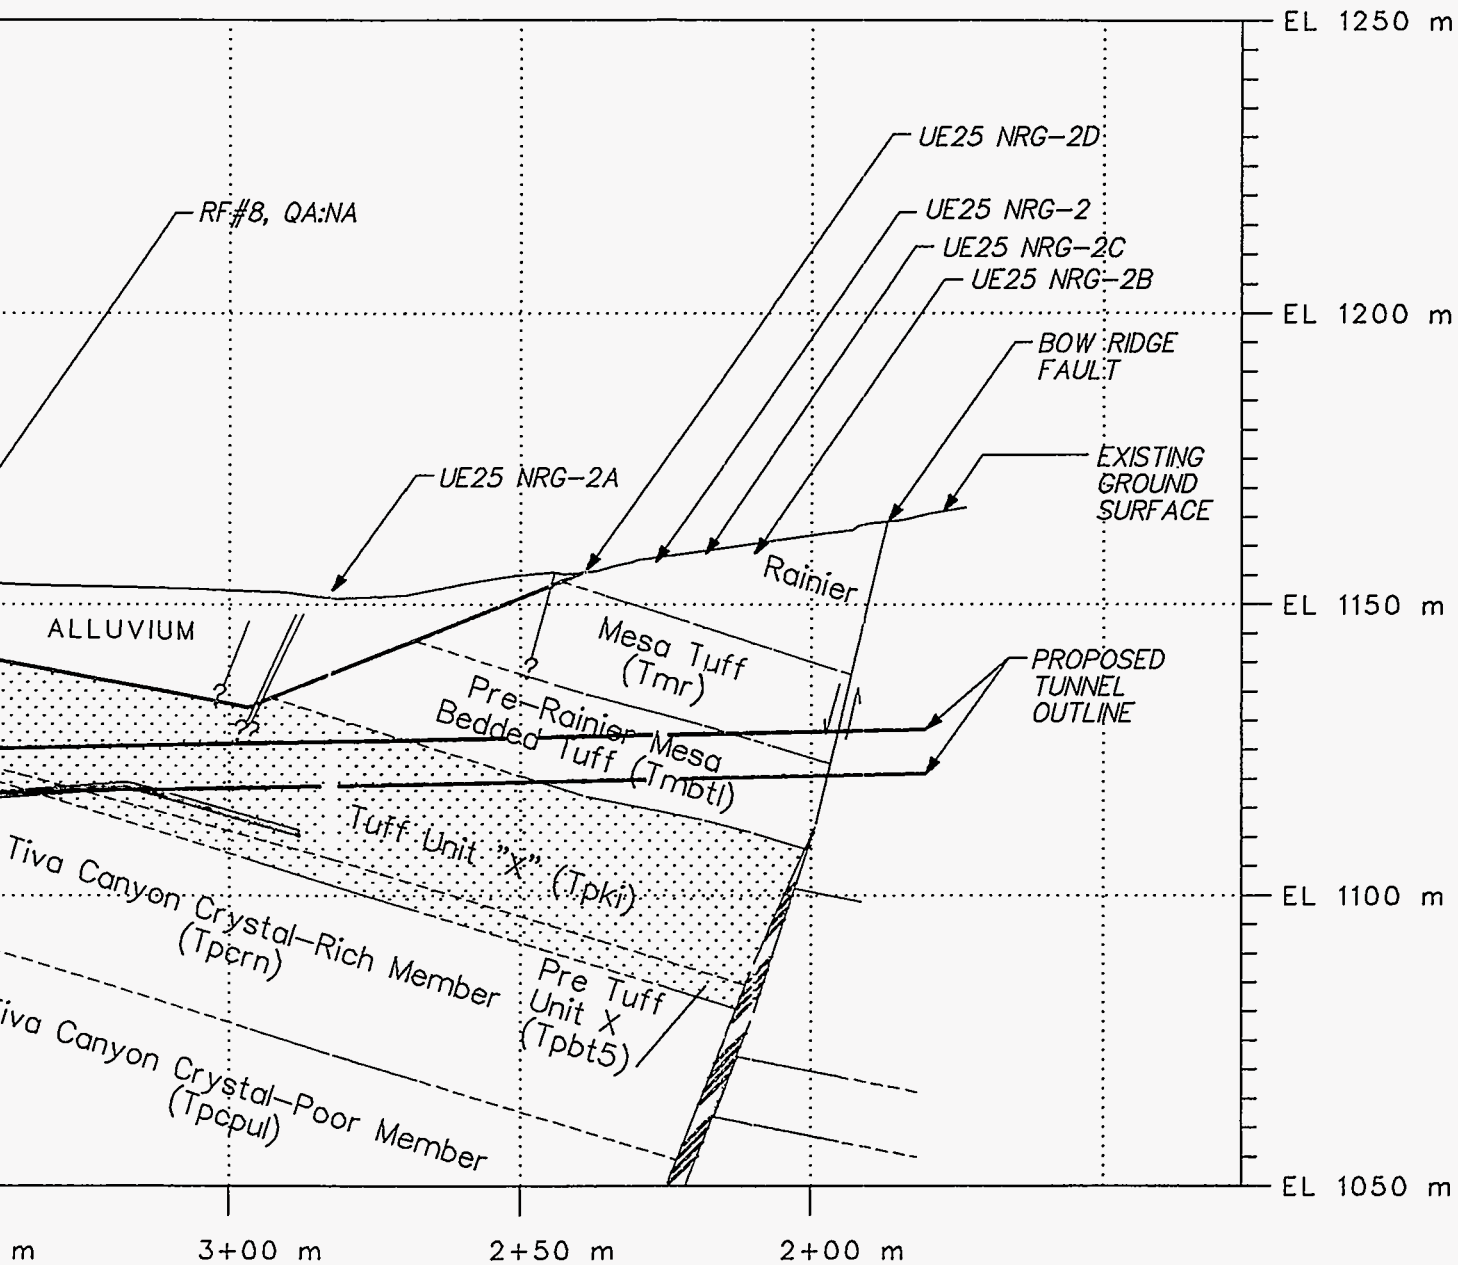 EL 1250 m
UE25 NRG-2D
RF#8, QA:NA
UE25 NRG-2
UE25 NRG-2C
UE25 NRG-2B
EL 1200 m
BOW RIDGE
FAULT
UE25 NRG-2A
EXISTING
GROUND
SURFACE
Rainier
EL 1150 m
ALLUVIUM
Mesa Tuff
(Tmr)
?
PROPOSED
TUNNEL
OUTLINE
?
Pre-Rainier Mesa
Bedded Tuff (Tmbt1)
??
Tuff Unit "X" (Tpki)
Tiva Canyon Crystal-Rich Member
(Tpcrn)
EL 1100 m
Pre Tuff
Unit X
(Tpbt5)
iva Canyon Crystal-Poor Member
(Tpcpul)
EL 1050 m
m
3+00 m
2+50 m
2+00 m